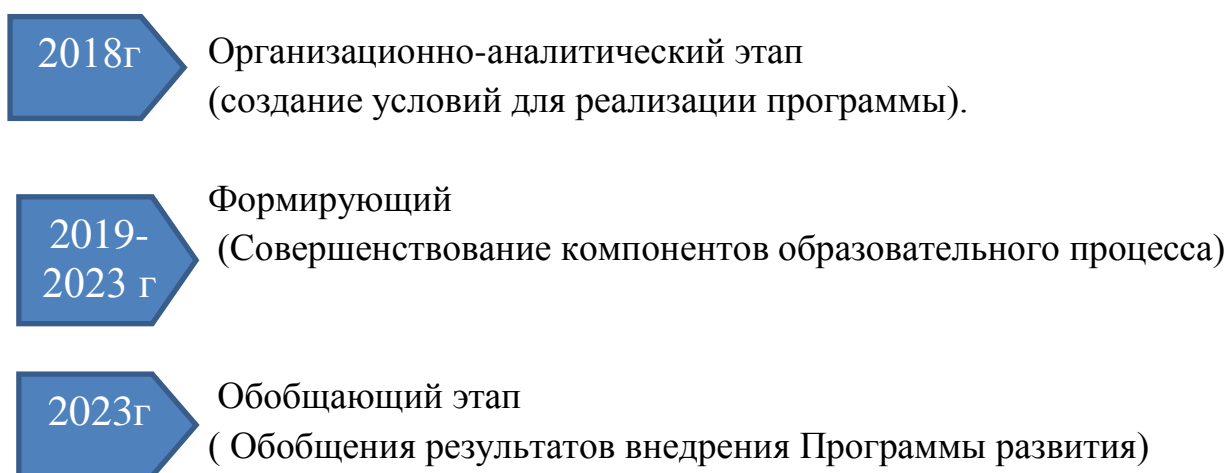 2018г
Организационно-аналитический этап
(создание условий для реализации программы).
2019-
2023 г
Формирующий
(Совершенствование компонентов образовательного процесса)
2023г
Обобщающий этап
( Обобщения результатов внедрения Программы развития)